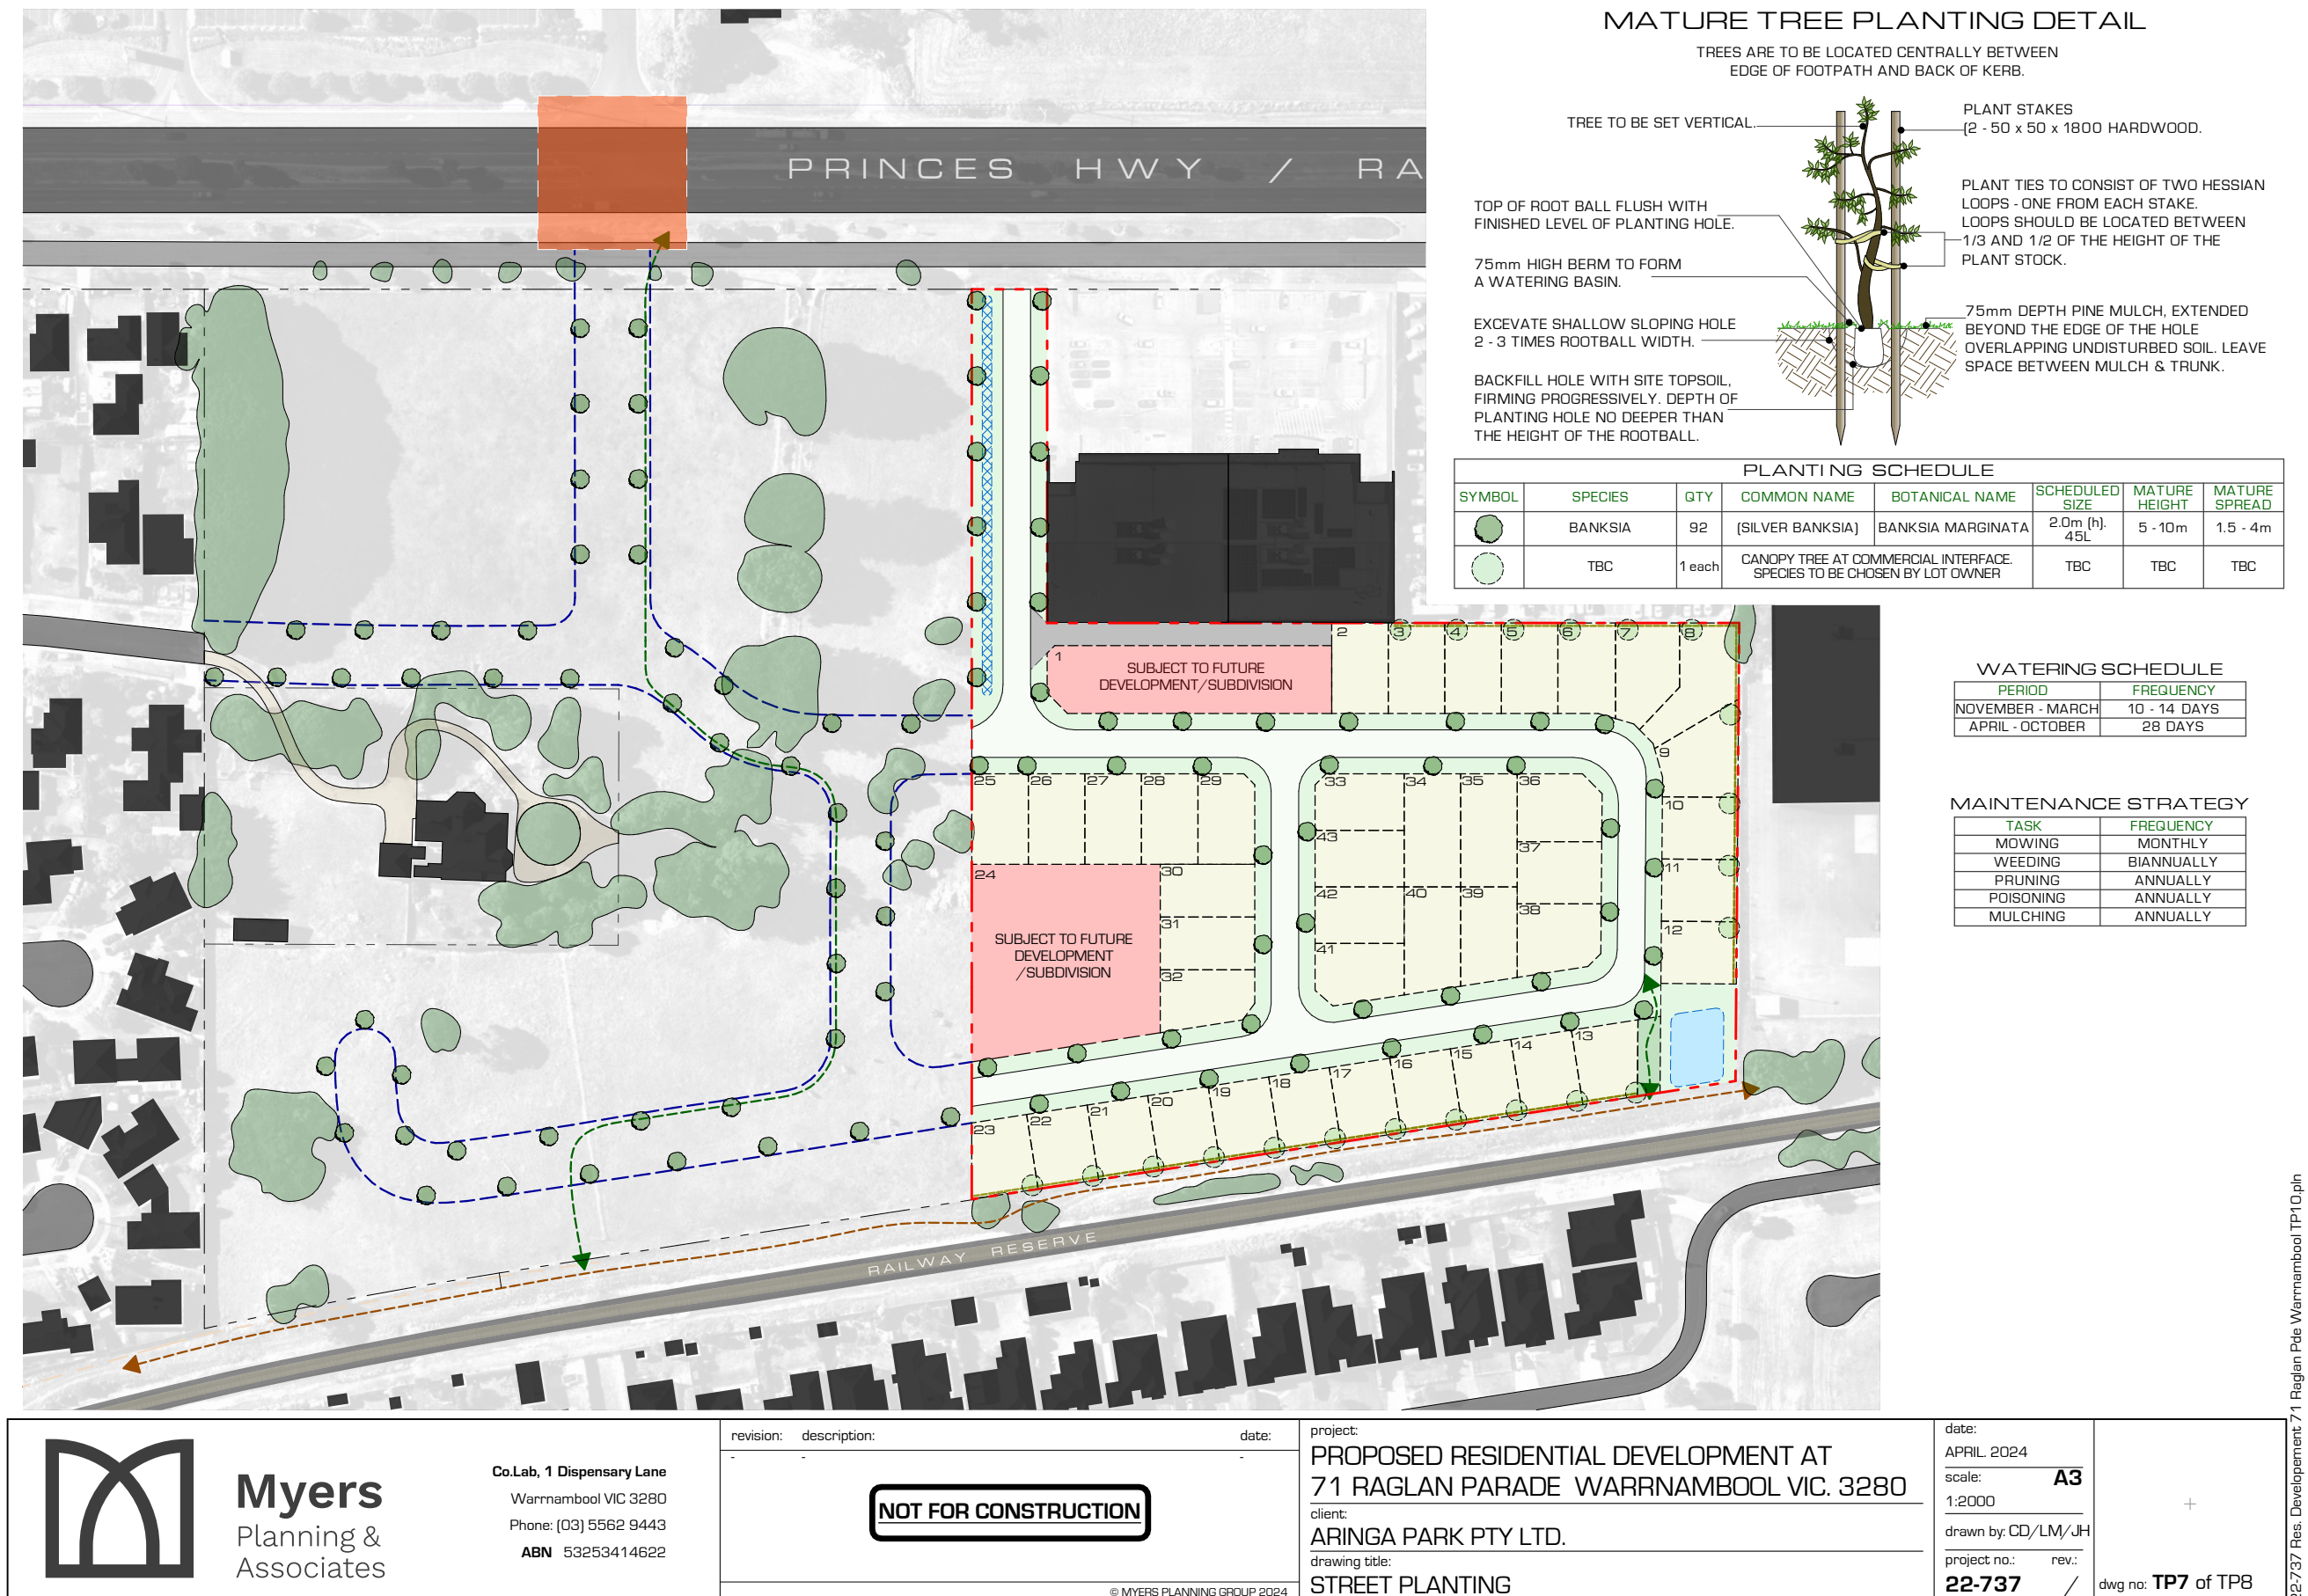 MATURE TREE PLANTING DETAIL
TREES ARE TO BE LOCATED CENTRALLY BETWEEN
EDGE OF FOOTPATH AND BACK OF KERB.
TREE TO BE SET VERTICAL.
PLANT STAKES
(2 - 50 x 50 x 1800 HARDWOOD.
TOP OF ROOT BALL FLUSH WITH
FINISHED LEVEL OF PLANTING HOLE.
PLANT TIES TO CONSIST OF TWO HESSIAN
LOOPS - ONE FROM EACH STAKE.
LOOPS SHOULD BE LOCATED BETWEEN
1/3 AND 1/2 OF THE HEIGHT OF THE
PLANT STOCK.
75mm HIGH BERM TO FORM
A WATERING BASIN.
EXCEVATE SHALLOW SLOPING HOLE
2 - 3 TIMES ROOTBALL WIDTH.
75mm DEPTH PINE MULCH, EXTENDED
BEYOND THE EDGE OF THE HOLE
OVERLAPPING UNDISTURBED SOIL. LEAVE
SPACE BETWEEN MULCH & TRUNK.
BACKFILL HOLE WITH SITE TOPSOIL,
FIRMING PROGRESSIVELY. DEPTH OF
PLANTING HOLE NO DEEPER THAN
THE HEIGHT OF THE ROOTBALL.
PLANTING SCHEDULE
SYMBOL SPECIES QTY COMMON NAME BOTANICAL NAME SCHEDULED SIZE MATURE HEIGHT MATURE SPREAD
BANKSIA 92 (SILVER BANKSIA) BANKSIA MARGINATA 2.0m (h). 45L 5 - 10m 1.5 - 4m
TBC 1 each CANOPY TREE AT COMMERCIAL INTERFACE. SPECIES TO BE CHOSEN BY LOT OWNER TBC TBC TBC
WATERING SCHEDULE
PERIOD FREQUENCY
NOVEMBER - MARCH 10 - 14 DAYS
APRIL - OCTOBER 28 DAYS
MAINTENANCE STRATEGY
TASK FREQUENCY
MOWING MONTHLY
WEEDING BIANNUALLY
PRUNING ANNUALLY
POISONING ANNUALLY
MULCHING ANNUALLY
PRINCES HWY / RA
1
SUBJECT TO FUTURE
DEVELOPMENT/SUBDIVISION
2 3 4 5 6 7 8
9
10
11
12
25 26 27 28 29
33 34 35 36
43
37
24
30
42 40 39
38
31
41
32
SUBJECT TO FUTURE
DEVELOPMENT
/SUBDIVISION
13
14
15
16
17
18
19
20
21
22
23
RAILWAY RESERVE
Myers
Planning &
Associates
Co.Lab, 1 Dispensary Lane
Warrnambool VIC 3280
Phone: (03) 5562 9443
ABN 53253414622
revision: description: date:
- - -
NOT FOR CONSTRUCTION
© MYERS PLANNING GROUP 2024
project:
PROPOSED RESIDENTIAL DEVELOPMENT AT
71 RAGLAN PARADE WARRNAMBOOL VIC. 3280
client:
ARINGA PARK PTY LTD.
drawing title:
STREET PLANTING
date:
APRIL. 2024
scale: A3
1:2000
drawn by: CD/LM/JH
project no.: rev.:
22-737 /
dwg no: TP7 of TP8
22-737 Res. Developement 71 Raglan Pde Warrnambool TP10.pln